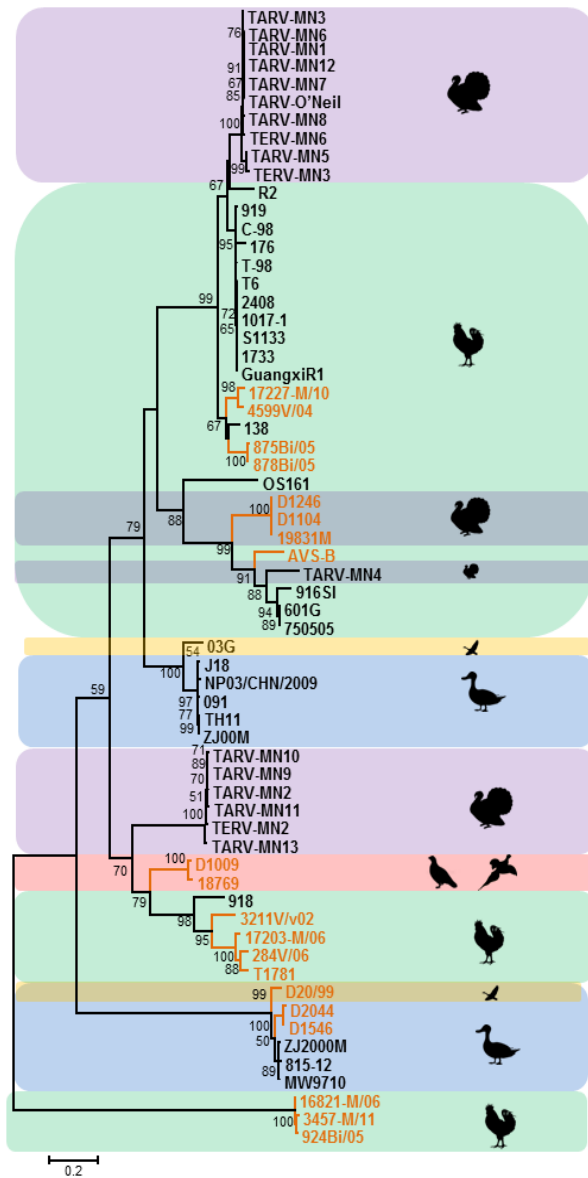 TARV-MN3
76
TARV-MN6
TARV-MN1
91
TARV-MN12
67
TARV-MN7
85
TARV-O'Neil
100
TARV-MN8
TERV-MN6
TARV-MN5
99
TERV-MN3
67
R2
919
C-98
95
176
T-98
T6
99
2408
72
1017-1
65
S1133
1733
GuangxiR1
98
17227-M/10
4599V/04
67
138
875Bi/05
100
878Bi/05
OS161
D1246
100
D1104
88
19831M
79
99
AVS-B
91
TARV-MN4
88
916SI
94
601G
89
750505
03G
54
J18
100
NP03/CHN/2009
97
091
59
77
TH11
99
ZJ00M
71
TARV-MN10
89
70
TARV-MN9
51
TARV-MN2
100
TARV-MN11
TERV-MN2
TARV-MN13
100
D1009
70
18769
79
918
98
3211V/v02
95
17203-M/06
100
284V/06
88
T1781
99
D20/99
D2044
100
D1546
50
ZJ2000M
815-12
89
MW9710
16821-M/06
100
3457-M/11
924Bi/05
0.2